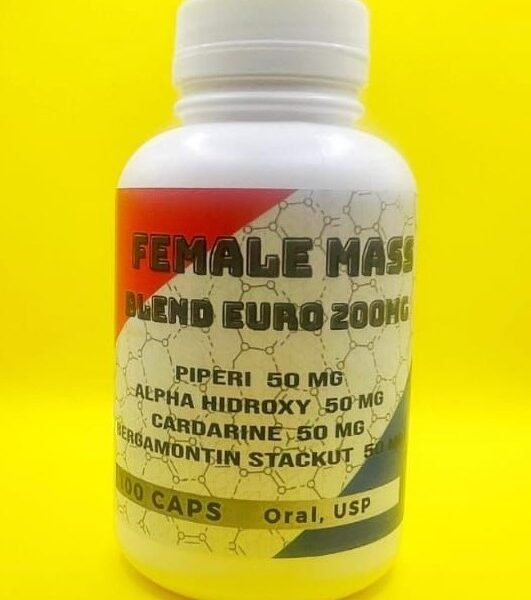 FEMALE MASS
BLEND EURO 200MG
PIPERI 50 MG
ALPHA HIDROXY 50 MG
CARDARINE 50 MG
BERGAMONTIN STACKUT 50 MG
100 CAPS
Oral, USP